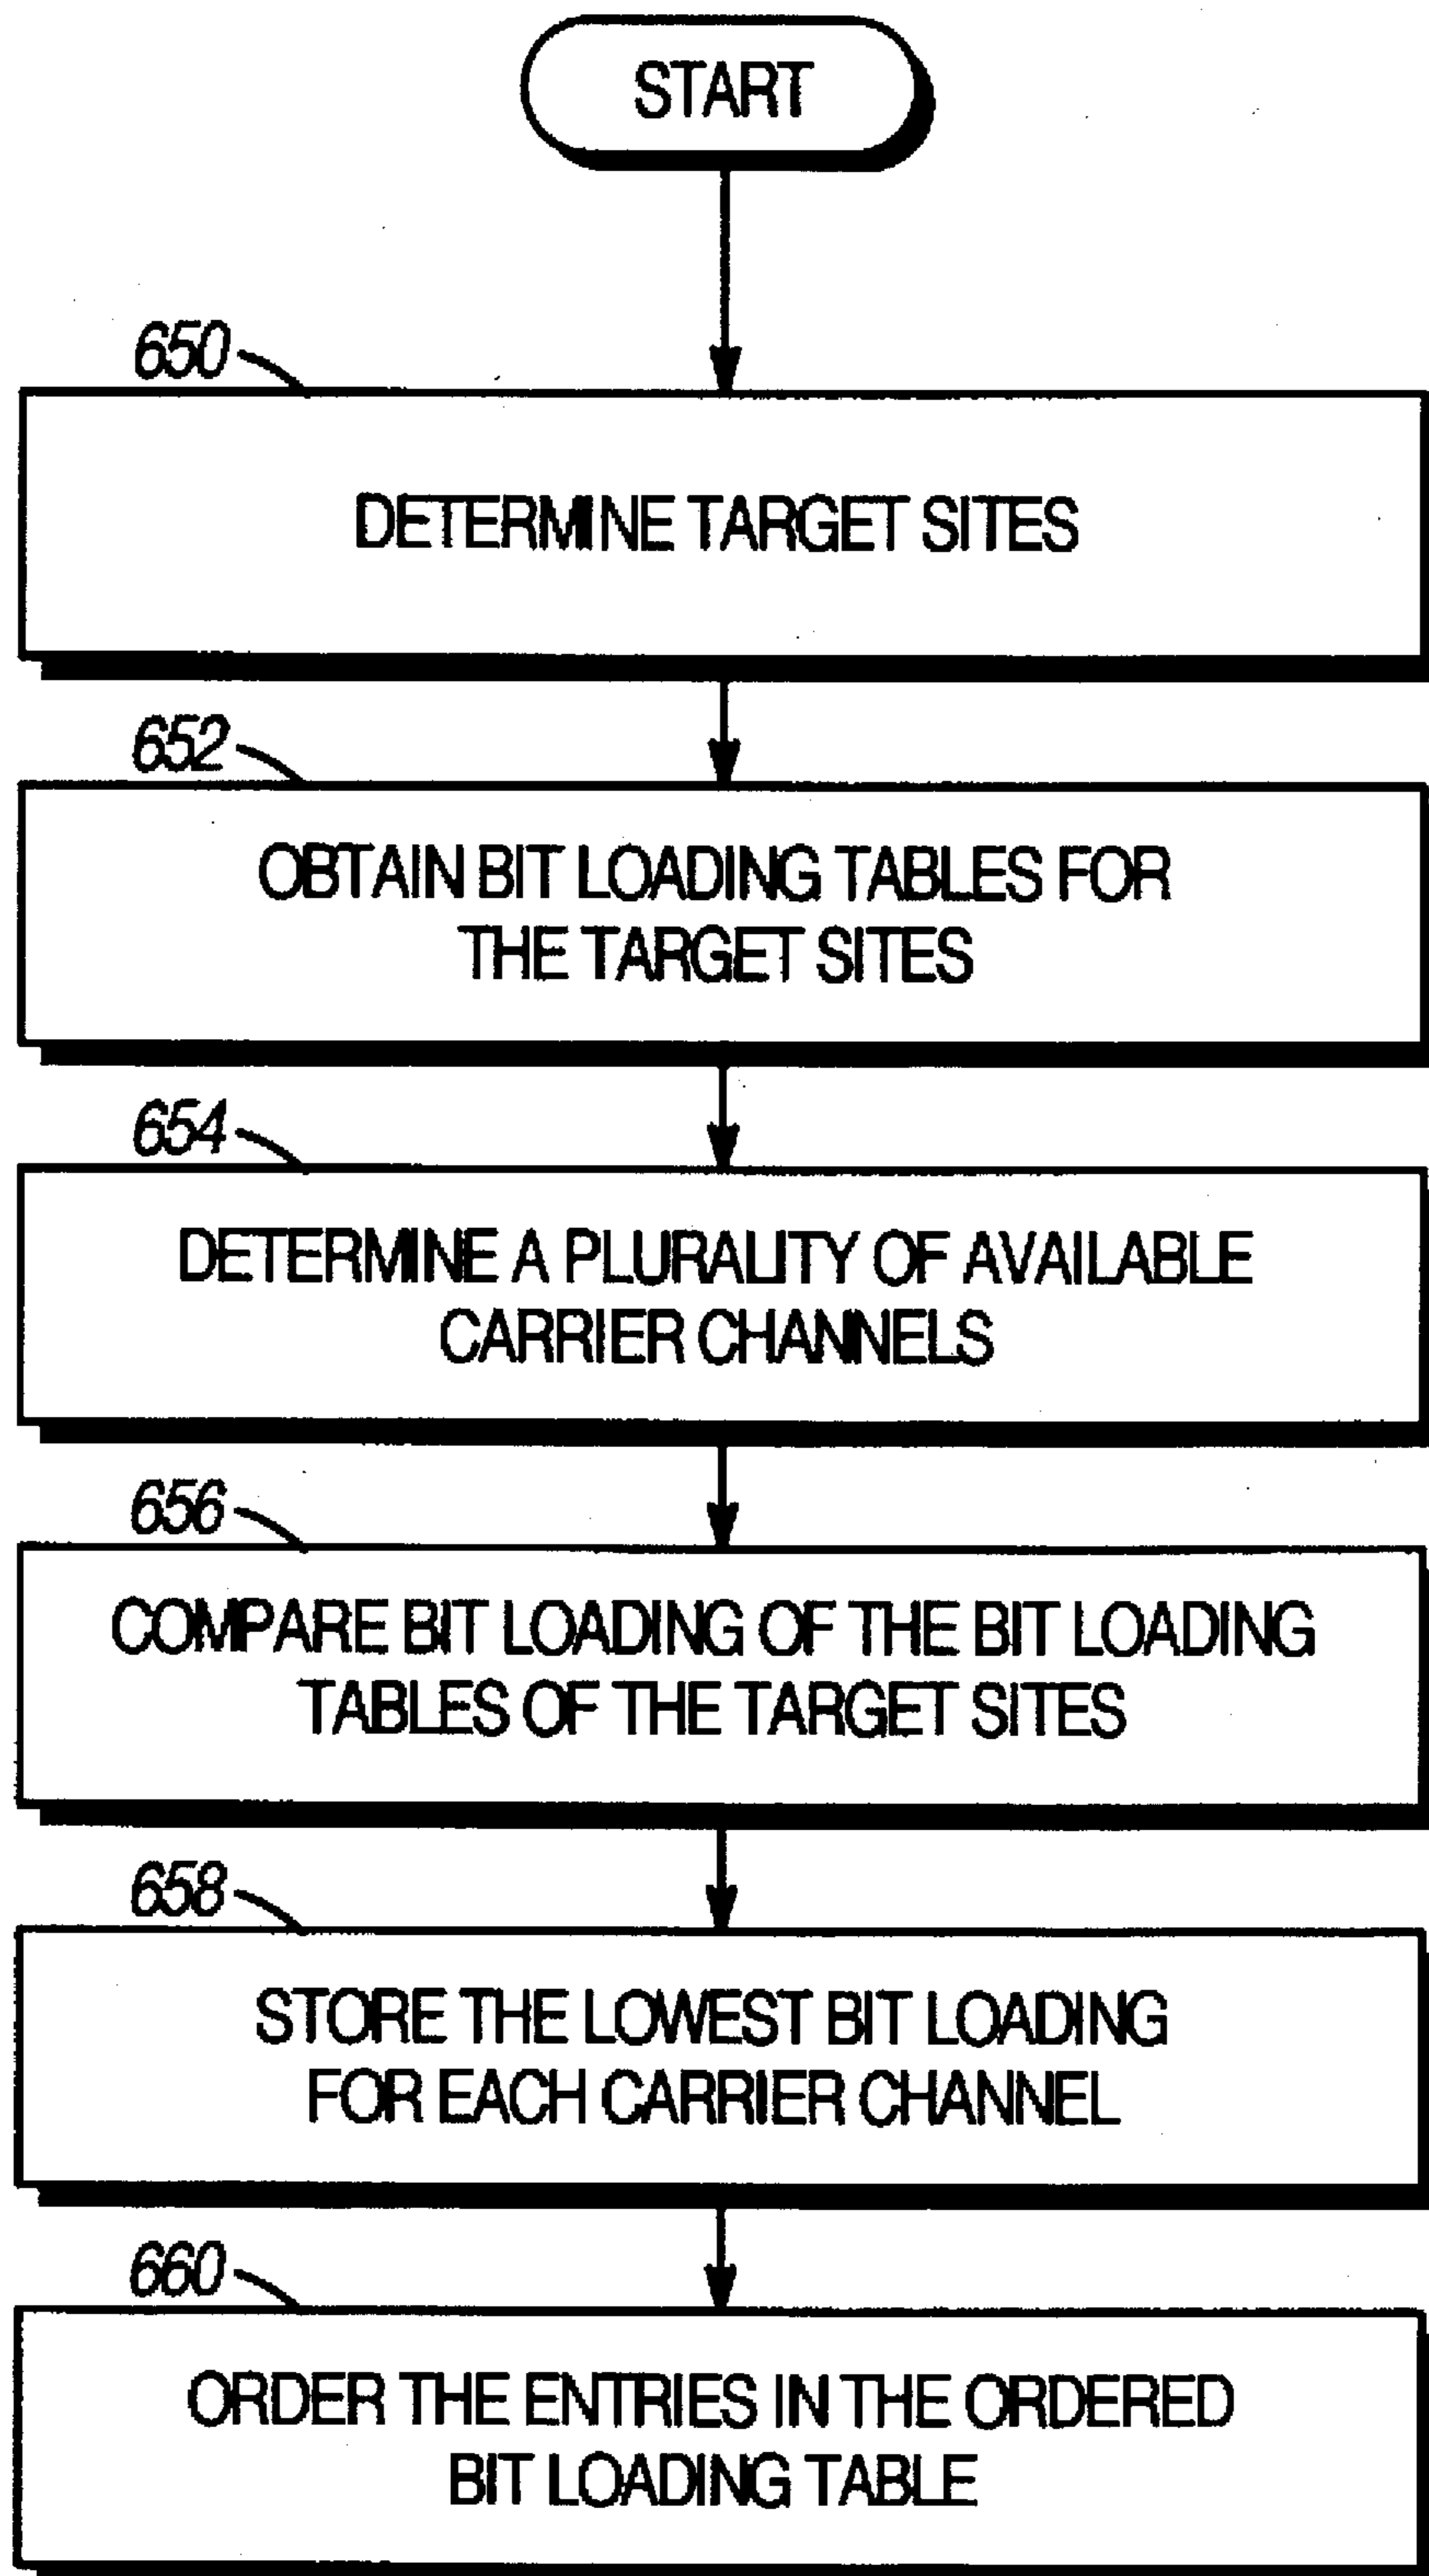 START
650
DETERMINE TARGET SITES
652
OBTAIN BIT LOADING TABLES FOR
THE TARGET SITES
654
DETERMINE A PLURALITY OF AVAILABLE
CARRIER CHANNELS
656
COMPARE BIT LOADING OF THE BIT LOADING
TABLES OF THE TARGET SITES
658
STORE THE LOWEST BIT LOADING
FOR EACH CARRIER CHANNEL
660
ORDER THE ENTRIES IN THE ORDERED
BIT LOADING TABLE